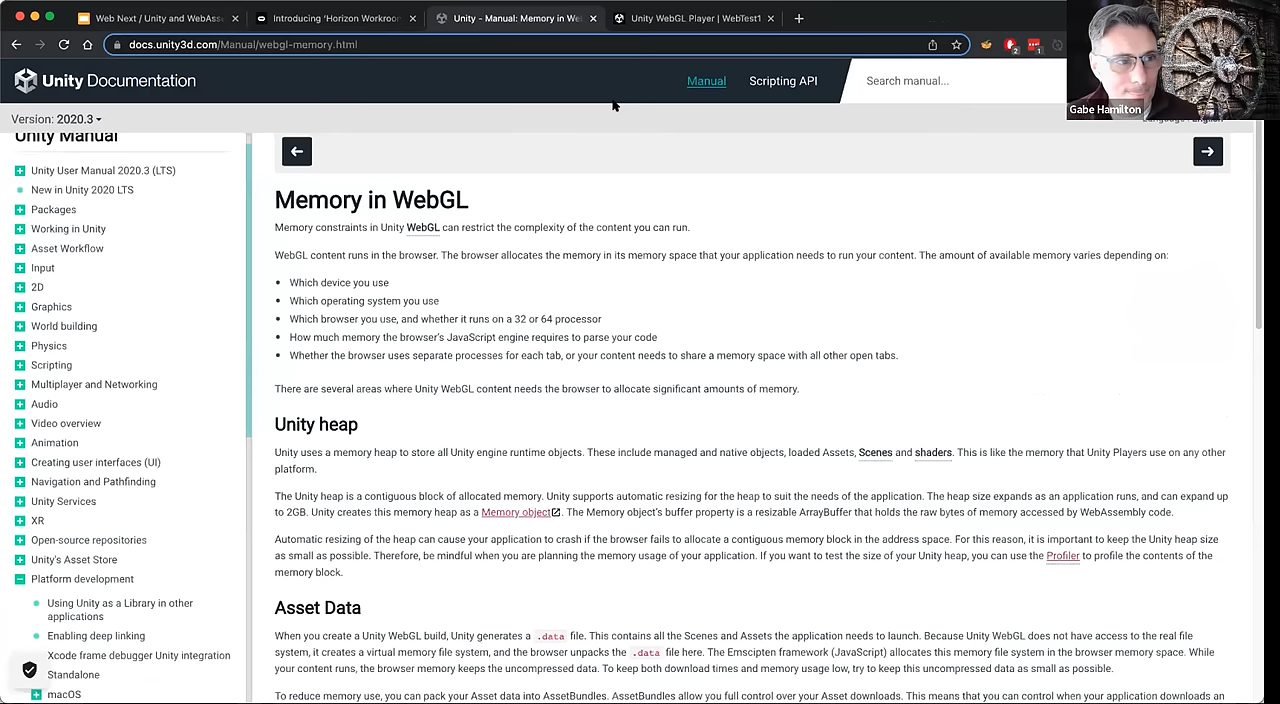 Web Next / Unity and WebAss
Introducing 'Horizon Workroor
Unity - Manual: Memory in We
Unity WebGL Player | WebTest1
docs.unity3d.com/Manual/webgl-memory.html
2
1
Unity Documentation
Manual
Scripting API
Search manual...
Gabe Hamilton
Version: 2020.3
Unity Manual
Unity User Manual 2020.3 (LTS)
New in Unity 2020 LTS
Packages
Working in Unity
Asset Workflow
Input
2D
Graphics
World building
Physics
Scripting
Multiplayer and Networking
Audio
Video overview
Animation
Creating user interfaces (UI)
Navigation and Pathfinding
Unity Services
XR
Open-source repositories
Unity's Asset Store
Platform development
Using Unity as a Library in other
applications
Enabling deep linking
Xcode frame debugger Unity integration
Standalone
macOS
Memory in WebGL
Memory constraints in Unity WebGL can restrict the complexity of the content you can run.
WebGL content runs in the browser. The browser allocates the memory in its memory space that your application needs to run your content. The amount of available memory varies depending on:
Which device you use
Which operating system you use
Which browser you use, and whether it runs on a 32 or 64 processor
How much memory the browser's JavaScript engine requires to parse your code
Whether the browser uses separate processes for each tab, or your content needs to share a memory space with all other open tabs.
There are several areas where Unity WebGL content needs the browser to allocate significant amounts of memory.
Unity heap
Unity uses a memory heap to store all Unity engine runtime objects. These include managed and native objects, loaded Assets, Scenes and shaders. This is like the memory that Unity Players use on any other
platform.
The Unity heap is a contiguous block of allocated memory. Unity supports automatic resizing for the heap to suit the needs of the application. The heap size expands as an application runs, and can expand up
to 2GB. Unity creates this memory heap as a Memory object. The Memory object's buffer property is a resizable ArrayBuffer that holds the raw bytes of memory accessed by WebAssembly code.
Automatic resizing of the heap can cause your application to crash if the browser fails to allocate a contiguous memory block in the address space. For this reason, it is important to keep the Unity heap size
as small as possible. Therefore, be mindful when you are planning the memory usage of your application. If you want to test the size of your Unity heap, you can use the Profiler to profile the contents of the
memory block.
Asset Data
When you create a Unity WebGL build, Unity generates a .data file. This contains all the Scenes and Assets the application needs to launch. Because Unity WebGL does not have access to the real file
system, it creates a virtual memory file system, and the browser unpacks the .data file here. The Emscripten framework (JavaScript) allocates this memory file system in the browser memory space. While
your content runs, the browser memory keeps the uncompressed data. To keep both download times and memory usage low, try to keep this uncompressed data as small as possible.
To reduce memory use, you can pack your Asset data into AssetBundles. AssetBundles allow you full control over your Asset downloads. This means that you can control when your application downloads an